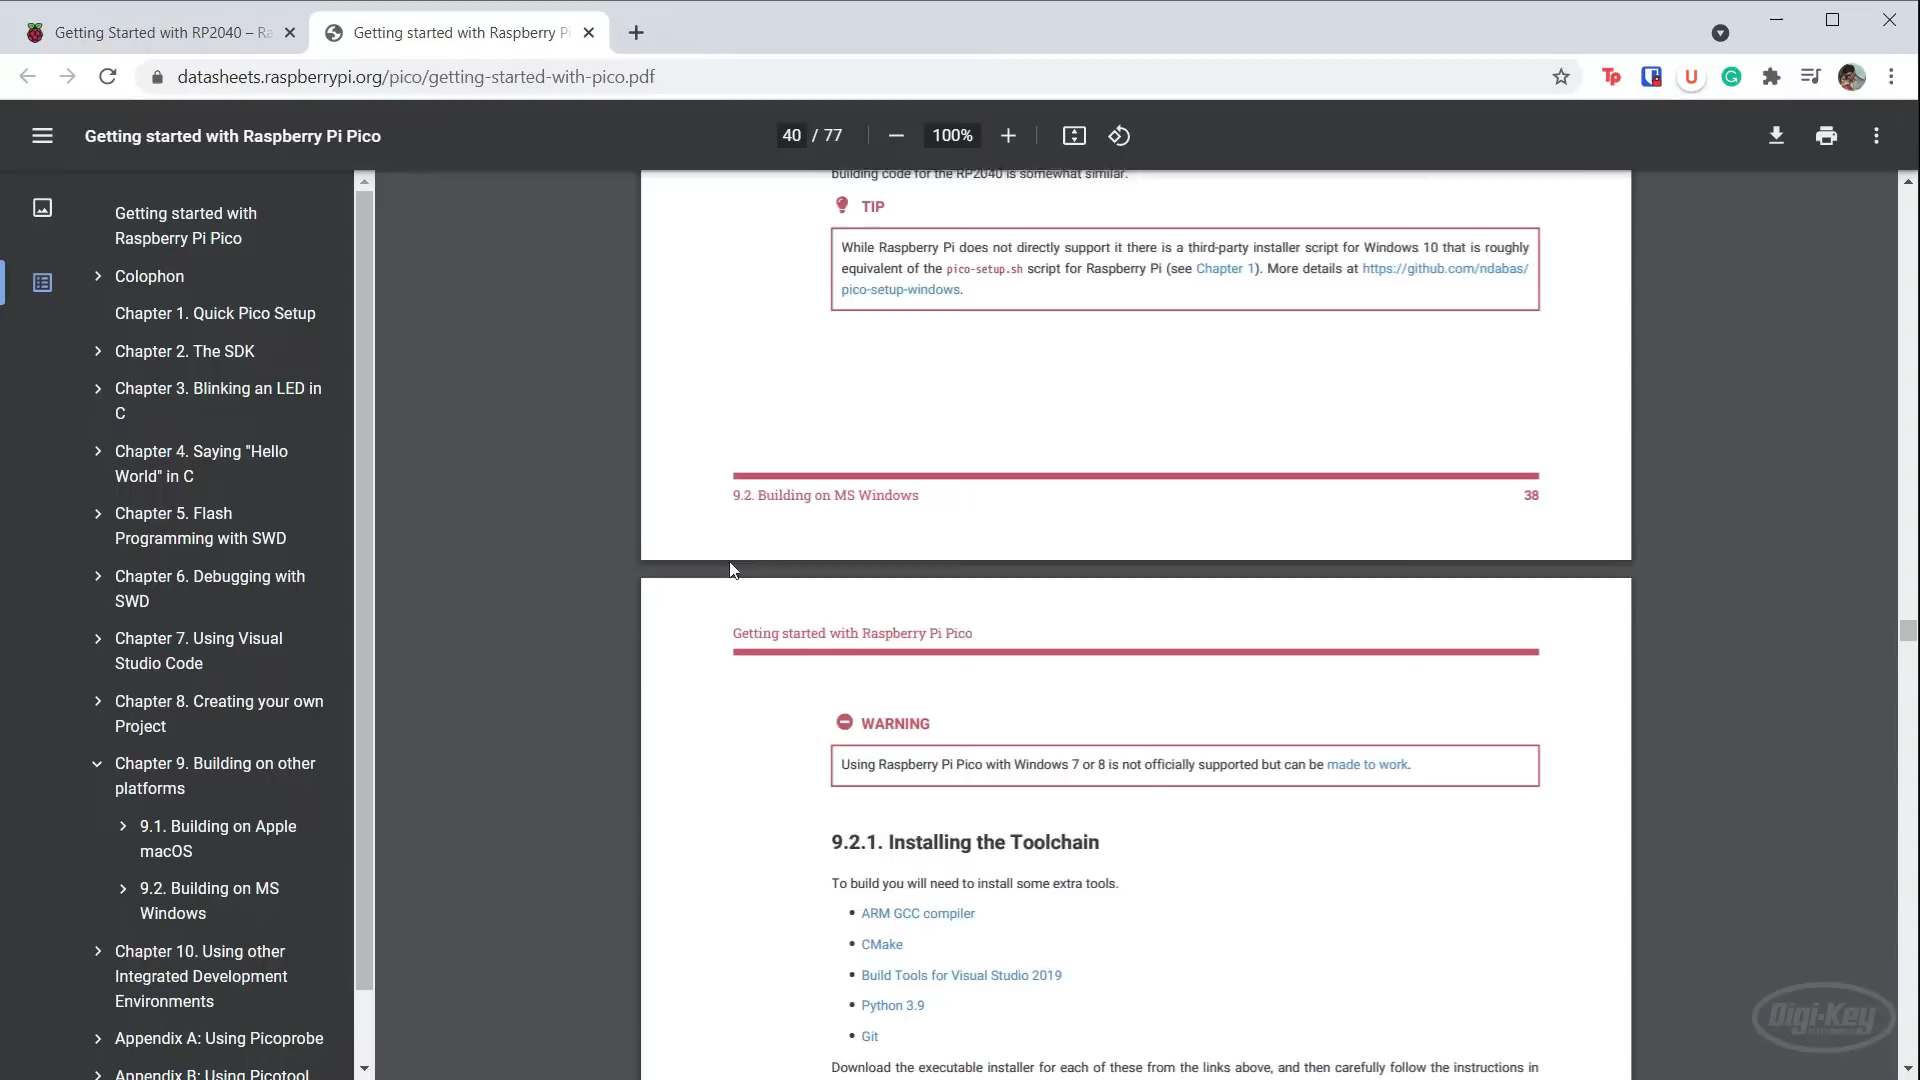 Getting Started with RP2040 – Ra
Getting started with Raspberry P
datasheets.raspberrypi.org/pico/getting-started-with-pico.pdf
Getting started with Raspberry Pi Pico
40 / 77
100%
Getting started with
Raspberry Pi Pico
Colophon
Chapter 1. Quick Pico Setup
Chapter 2. The SDK
Chapter 3. Blinking an LED in
C
Chapter 4. Saying "Hello
World" in C
Chapter 5. Flash
Programming with SWD
Chapter 6. Debugging with
SWD
Chapter 7. Using Visual
Studio Code
Chapter 8. Creating your own
Project
Chapter 9. Building on other
platforms
9.1. Building on Apple
macOS
9.2. Building on MS
Windows
Chapter 10. Using other
Integrated Development
Environments
Appendix A: Using Picoprobe
Appendix B: Using Picotool
building code for the RP2040 is somewhat similar.
TIP
While Raspberry Pi does not directly support it there is a third-party installer script for Windows 10 that is roughly
equivalent of the pico-setup.sh script for Raspberry Pi (see Chapter 1). More details at https://github.com/ndabas/
pico-setup-windows.
9.2. Building on MS Windows 38
Getting started with Raspberry Pi Pico
WARNING
Using Raspberry Pi Pico with Windows 7 or 8 is not officially supported but can be made to work.
9.2.1. Installing the Toolchain
To build you will need to install some extra tools.
• ARM GCC compiler
• CMake
• Build Tools for Visual Studio 2019
• Python 3.9
• Git
Download the executable installer for each of these from the links above, and then carefully follow the instructions in
Digi-Key